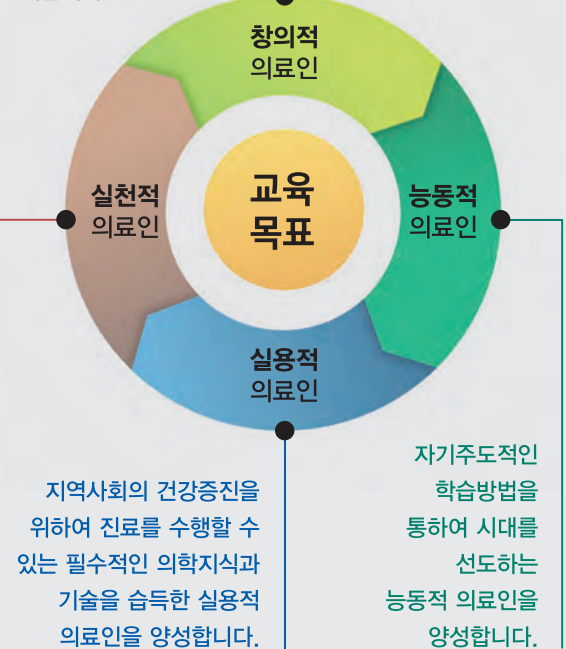 창의적
의료인
실천적
의료인
교육
목표
능동적
의료인
실용적
의료인
지역사회의 건강증진을
위하여 진료를 수행할 수
있는 필수적인 의학지식과
기술을 습득한 실용적
의료인을 양성합니다.
자기주도적인
학습방법을
통하여 시대를
선도하는
능동적 의료인을
양성합니다.